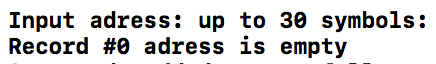 Input adress: up to 30 symbols:
Record #0 adress is empty